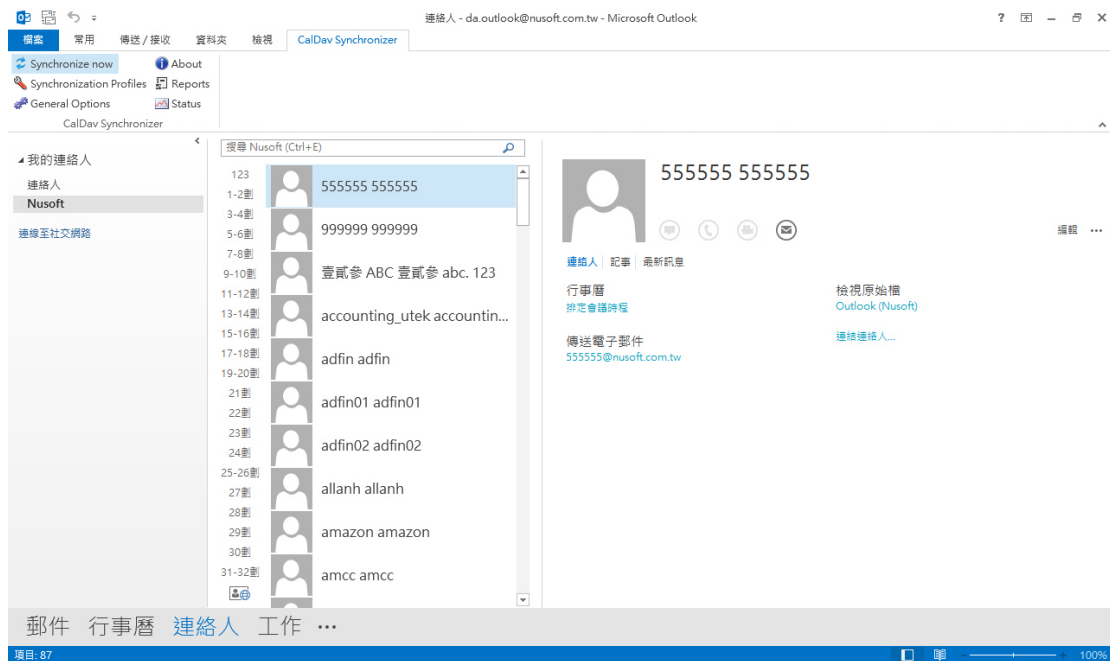 連絡人 - da.outlook@nusoft.com.tw - Microsoft Outlook
檔案 常用 傳送 / 接收 資料夾 檢視 CalDav Synchronizer
Synchronize now About
Synchronization Profiles Reports
General Options Status
CalDav Synchronizer
我的連絡人
連絡人
Nusoft
連線至社交網路
搜尋 Nusoft (Ctrl+E)
123
1-2劃
3-4劃
5-6劃
7-8劃
9-10劃
11-12劃
13-14劃
15-16劃
17-18劃
19-20劃
21劃
22劃
23劃
24劃
25-26劃
27劃
28劃
29劃
30劃
31-32劃
555555 555555
999999 999999
壹貳參 ABC 壹貳參 abc. 123
accounting_utek accountin...
adfin adfin
adfin01 adfin01
adfin02 adfin02
allanh allanh
amazon amazon
amcc amcc
555555 555555
編輯 •••
連絡人 記事 最新訊息
行事曆
排定會議時程
傳送電子郵件
555555@nusoft.com.tw
檢視原始檔
Outlook (Nusoft)
連結連絡人...
郵件 行事曆 連絡人 工作 •••
項目: 87 100%